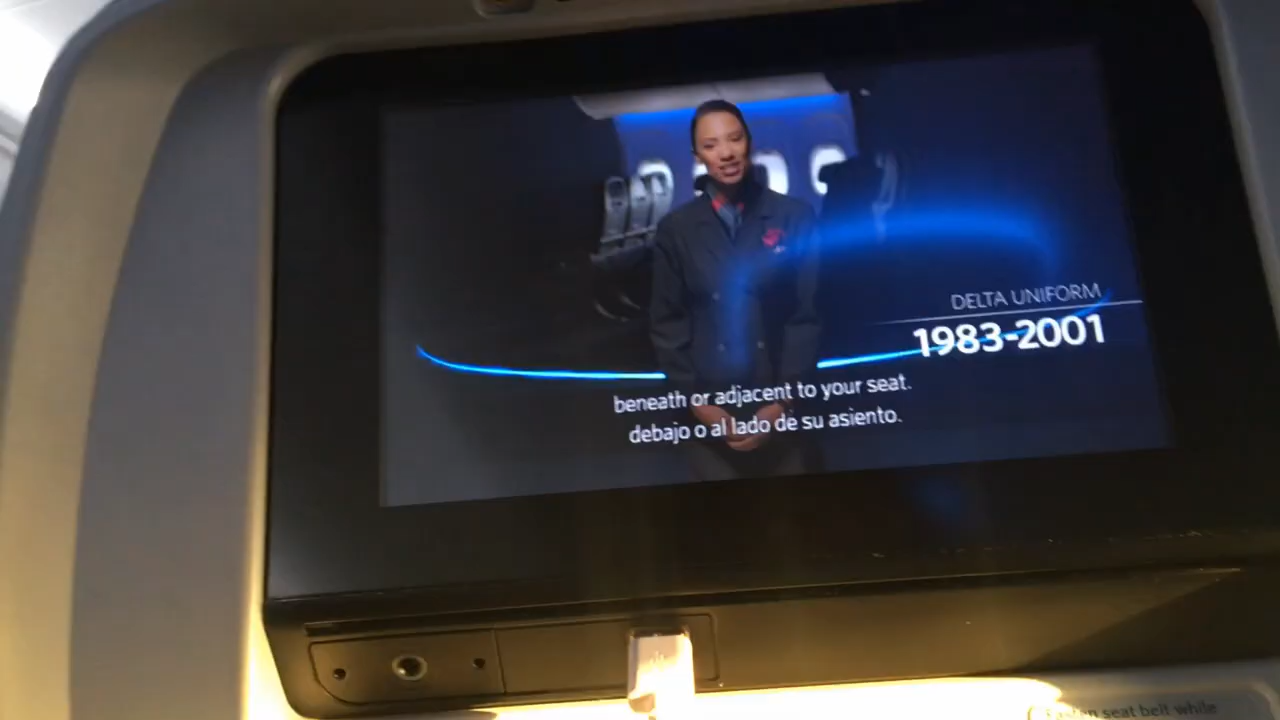 DELTA UNIFORM
1983-2001
beneath or adjacent to your seat.
debajo o al lado de su asiento.
seat belt while